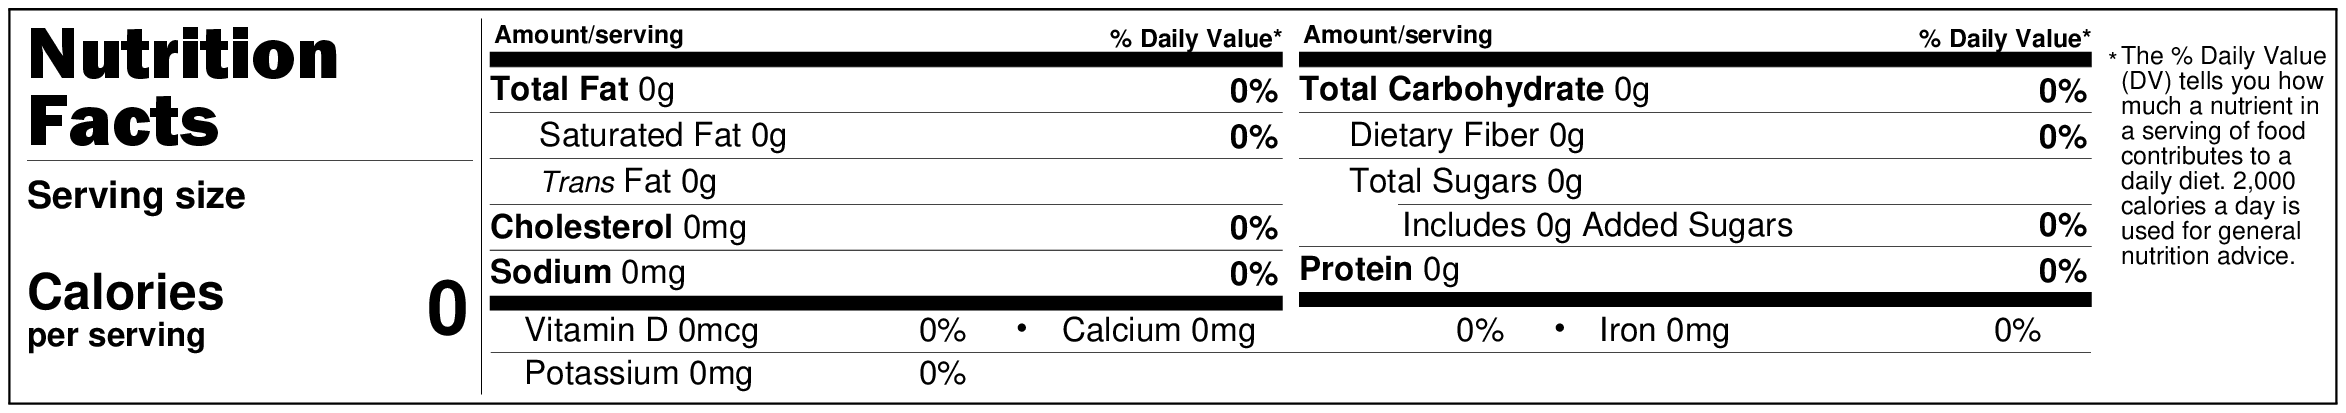 Nutrition
Facts
Serving size
Calories 0
per serving
Amount/serving % Daily Value*
Total Fat 0g 0%
Saturated Fat 0g 0%
Trans Fat 0g
Cholesterol 0mg 0%
Sodium 0mg 0%
Amount/serving % Daily Value*
Total Carbohydrate 0g 0%
Dietary Fiber 0g 0%
Total Sugars 0g
Includes 0g Added Sugars 0%
Protein 0g 0%
Vitamin D 0mcg 0% • Calcium 0mg 0% • Iron 0mg 0%
Potassium 0mg 0%
* The % Daily Value
(DV) tells you how
much a nutrient in
a serving of food
contributes to a
daily diet. 2,000
calories a day is
used for general
nutrition advice.